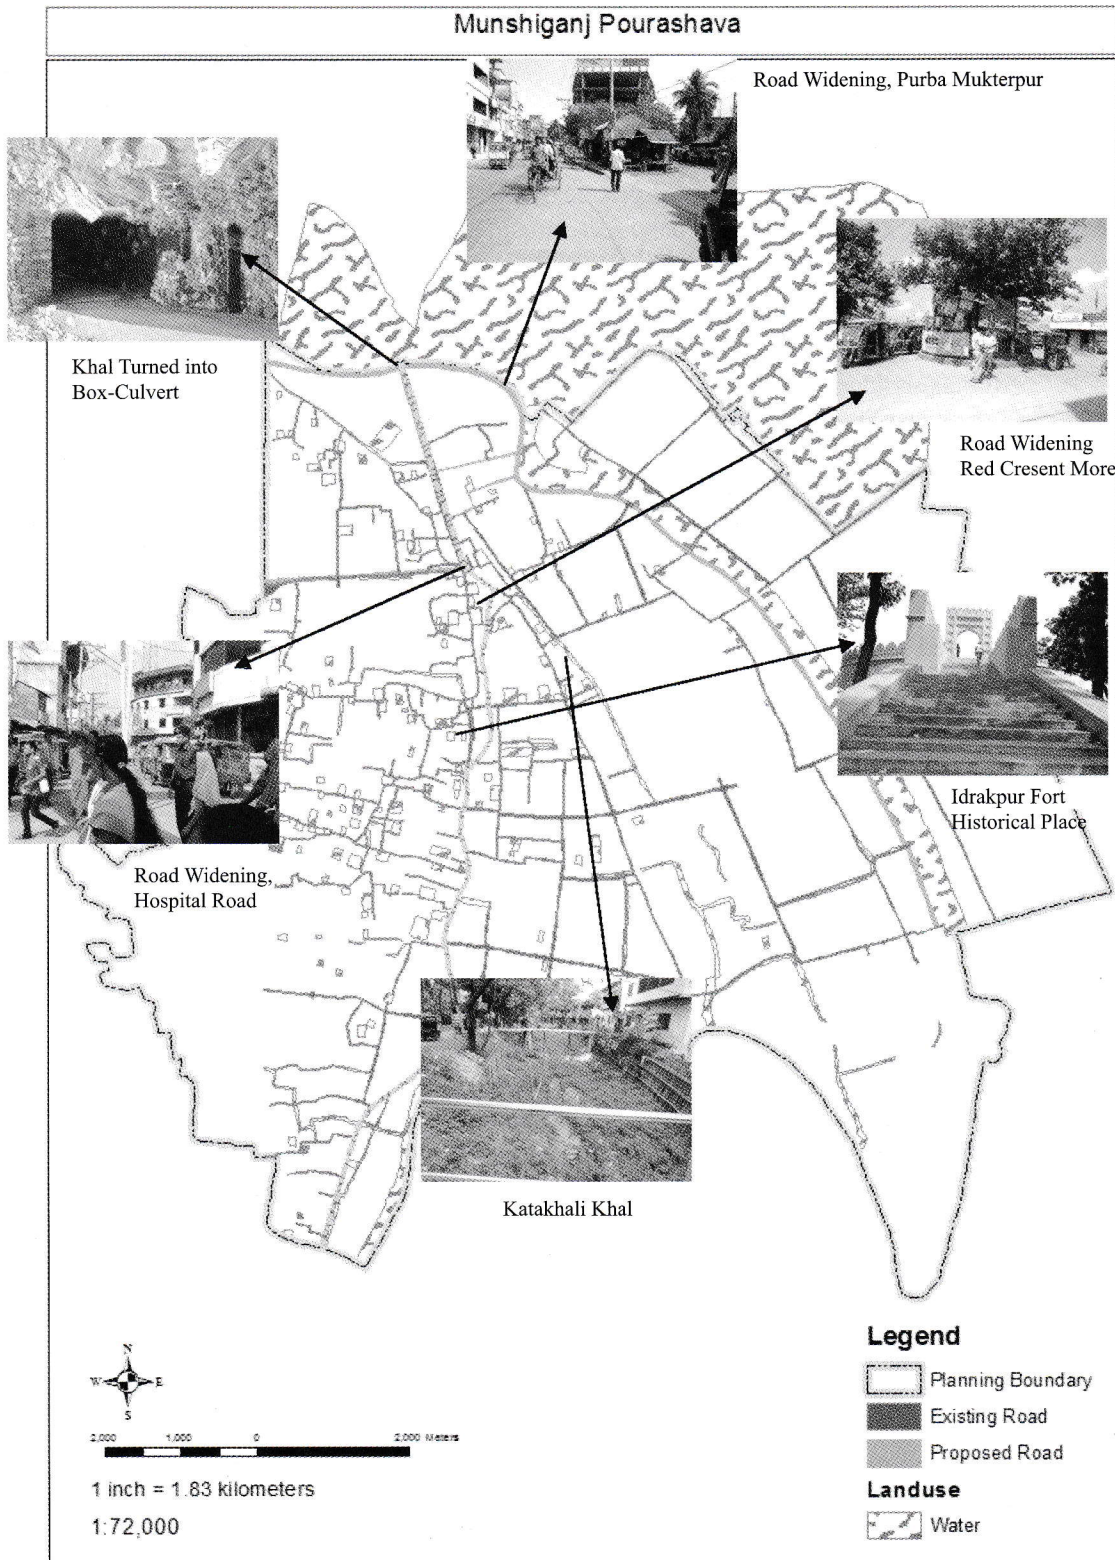 Munshiganj Pourashava
Road Widening, Purba Mukterpur
Khal Turned into
Box-Culvert
Road Widening
Red Cresent More
Idrakpur Fort
Historical Place
Road Widening,
Hospital Road
Katakhali Khal
N
W E
S
2,000 1,000 0 2,000 Meters
1 inch = 1.83 kilometers
1:72,000
Legend
Planning Boundary
Existing Road
Proposed Road
Landuse
Water